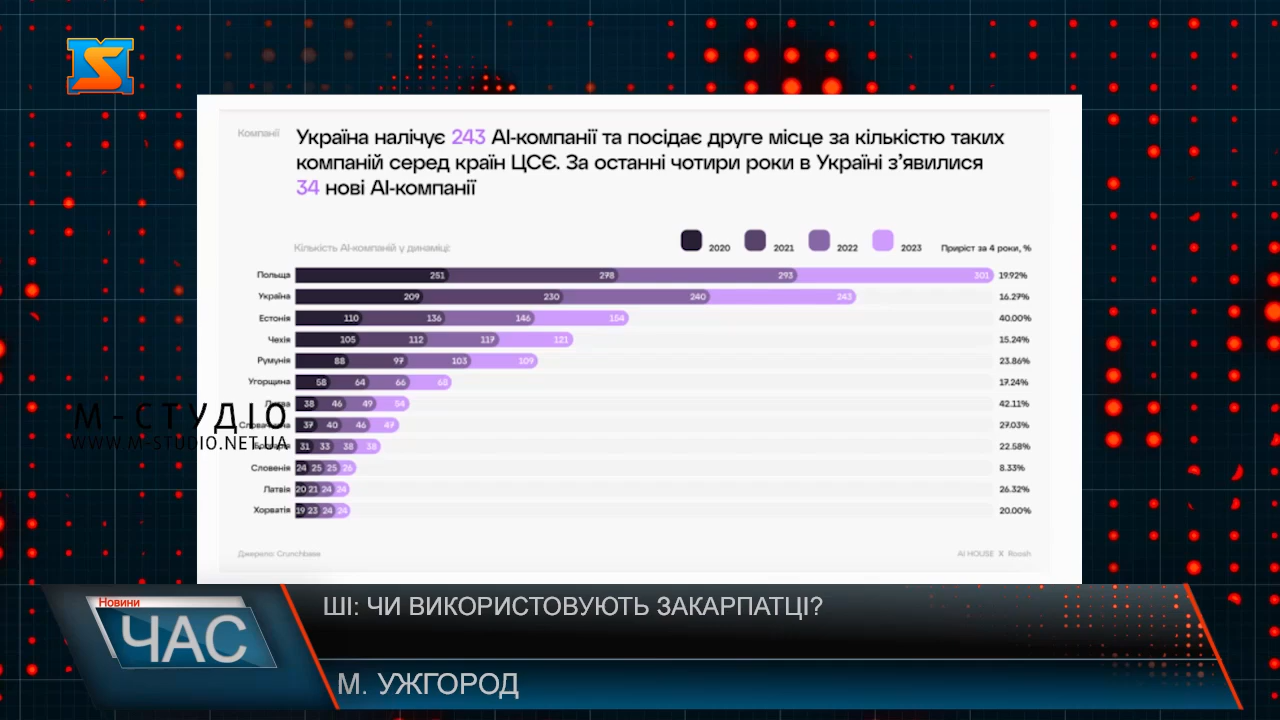 Компанії
Україна налічує 243 AI-компанії та посідає друге місце за кількістю таких
компаній серед країн ЦСЄ. За останні чотири роки в Україні з’явилися
34 нові AI-компанії
Кількість AI-компаній у динаміці:
2020 2021 2022 2023 Приріст за 4 роки, %
Польща 251 278 293 301 19.92%
Україна 209 230 240 243 16.27%
Естонія 110 136 146 154 40.00%
Чехія 105 112 117 121 15.24%
Румунія 88 97 103 109 23.86%
Угорщина 58 64 66 68 17.24%
Литва 38 46 49 54 42.11%
Словаччина 37 40 46 47 27.03%
Болгарія 31 33 38 38 22.58%
Словенія 24 25 25 26 8.33%
Латвія 20 21 24 24 26.32%
Хорватія 19 23 24 24 20.00%
Джерело: Crunchbase
AI HOUSE X Roosh
М-СТУДІО
WWW.M-STUDIO.NET.UA
Новини
ЧАС
ШІ: ЧИ ВИКОРИСТОВУЮТЬ ЗАКАРПАТЦІ?
М. УЖГОРОД